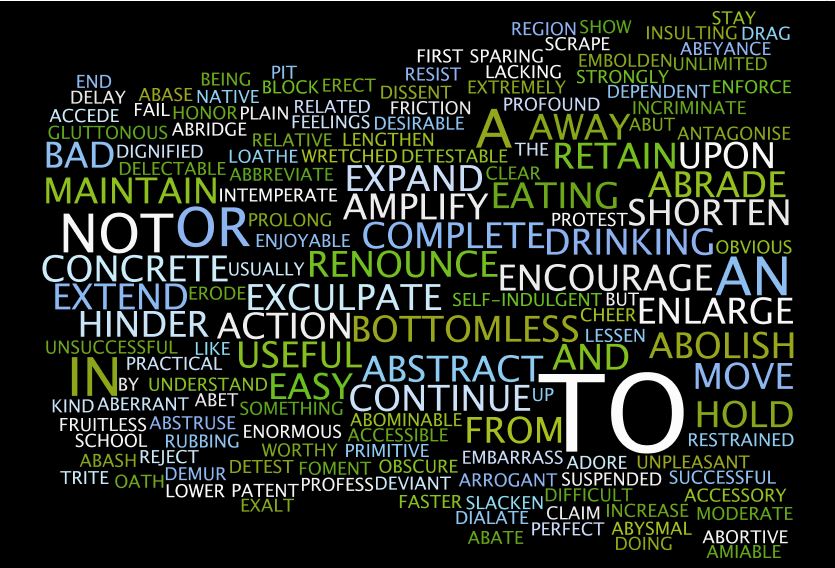 STAY
REGION SHOW INSULTING DRAG
SCRAPE ABEYANCE
FIRST SPARING EMBOLDEN UNLIMITED
PIT RESIST LACKING STRONGLY
END BEING BLOCK ERECT DISSENT EXTREMELY DEPENDENT ENFORCE
DELAY ABASE NATIVE RELATED FRICTION PROFOUND INCRIMINATE
ACCEDE FAIL HONOR PLAIN FEELINGS DESIRABLE A AWAY ABUT ANTAGONISE
GLUTTONOUS ABRIDGE RELATIVE LENGTHEN
BAD DIGNIFIED LOATHE WRETCHED DETESTABLE THE RETAIN UPON
DELECTABLE ABBREVIATE EXPAND CLEAR ABRADE
MAINTAIN INTEMPERATE AMPLIFY EATING PROTEST SHORTEN
NOT OR PROLONG
ENJOYABLE COMPLETE DRINKING OBVIOUS
CONCRETE USUALLY RENOUNCE ENCOURAGE AN
EXTEND ERODE EXCULPATE SELF-INDULGENT BUT ENLARGE
HINDER ACTION BOTTOMLESS CHEER
LESSEN
UNSUCCESSFUL LIKE USEFUL ABSTRACT AND ABOLISH
PRACTICAL
IN BY UNDERSTAND EASY CONTINUE UP TO MOVE
KIND ABERRANT ABET SOMETHING HOLD
FRUITLESS ABSTRUSE ENORMOUS ABOMINABLE FROM
SCHOOL RUBBING ACCESSIBLE RESTRAINED
ABASH REJECT WORTHY PRIMITIVE EMBARRASS ADORE UNPLEASANT
TRITE OATH DEMUR DETEST FOMENT OBSCURE ARROGANT SUSPENDED SUCCESSFUL
LOWER PATENT PROFESS DEVIANT
EXALT FASTER SLACKEN DIFFICULT ACCESSORY
DIALATE CLAIM INCREASE MODERATE
ABATE PERFECT ABYSMAL ABORTIVE
DOING AMIABLE